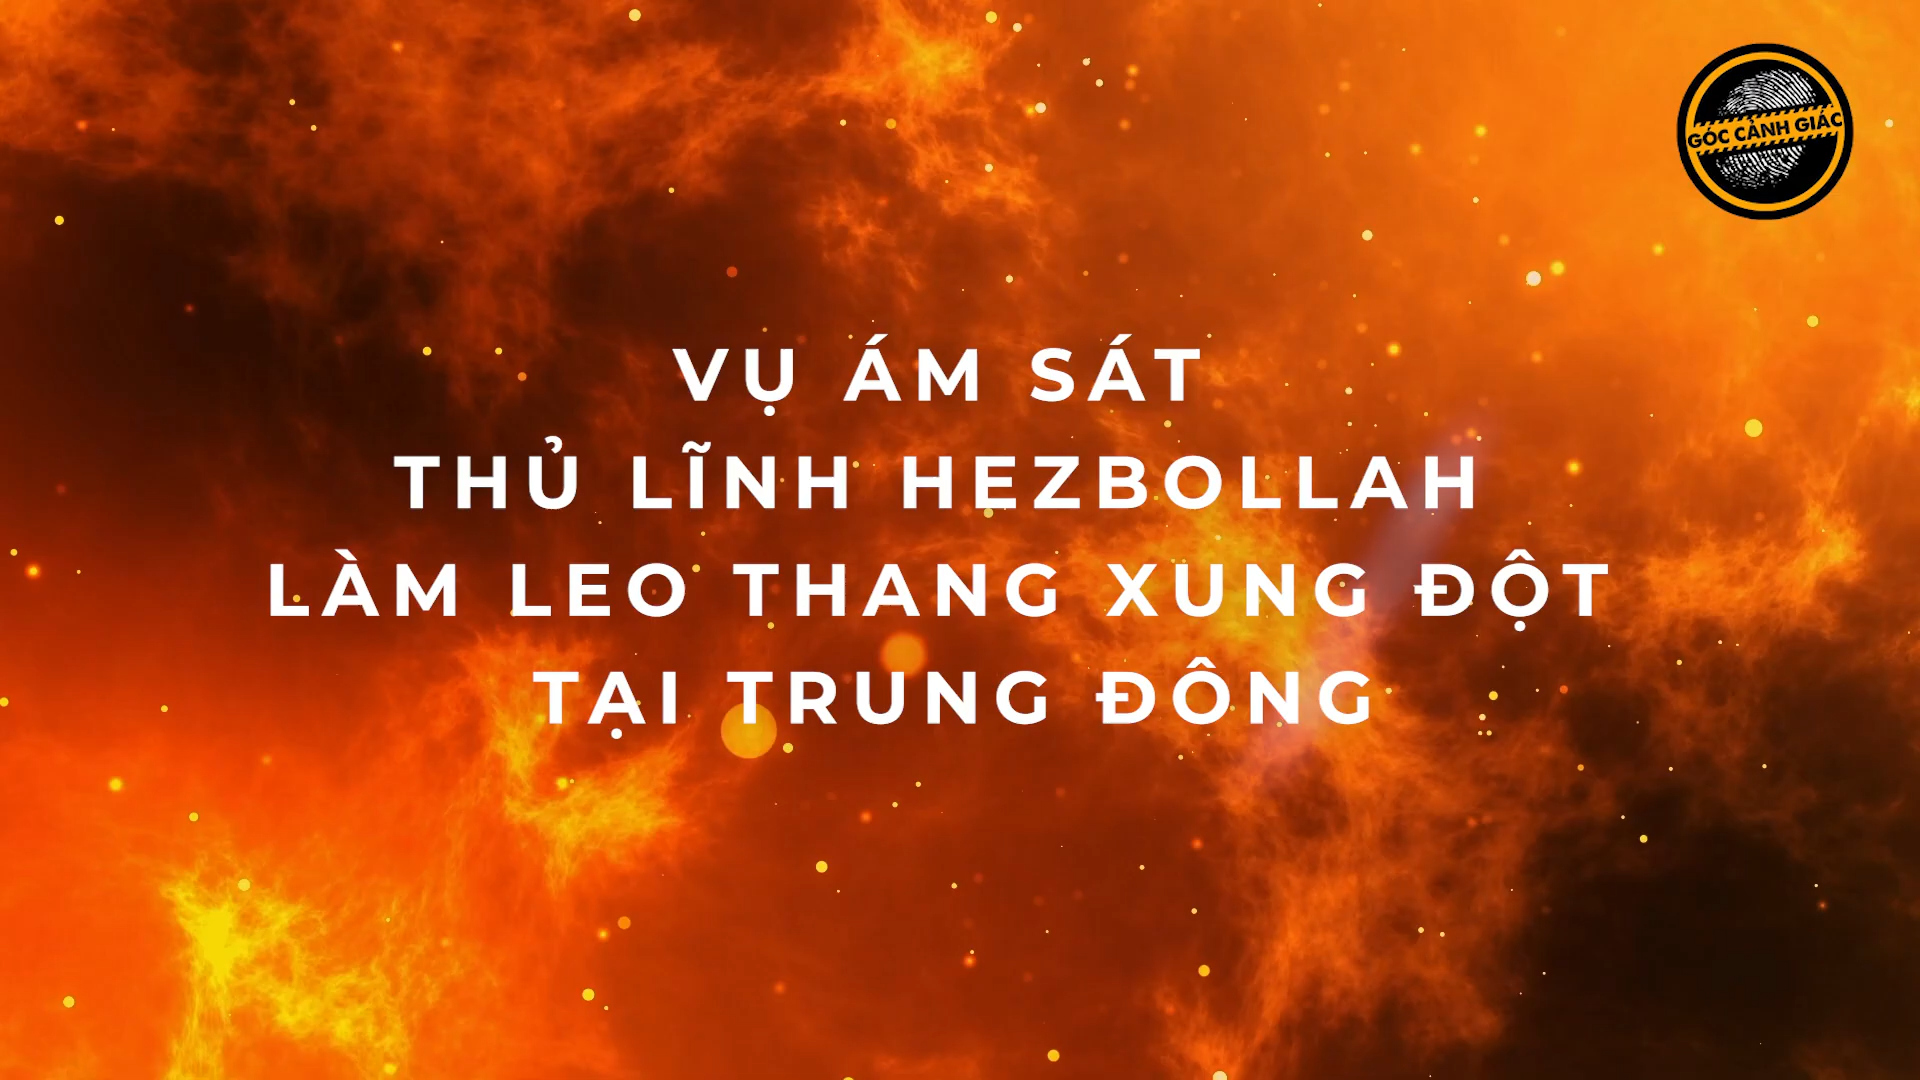 GÓC CẢNH GIÁC
VỤ ÁM SÁT
THỦ LĨNH HEZBOLLAH
LÀM LEO THANG XUNG ĐỘT
TẠI TRUNG ĐÔNG